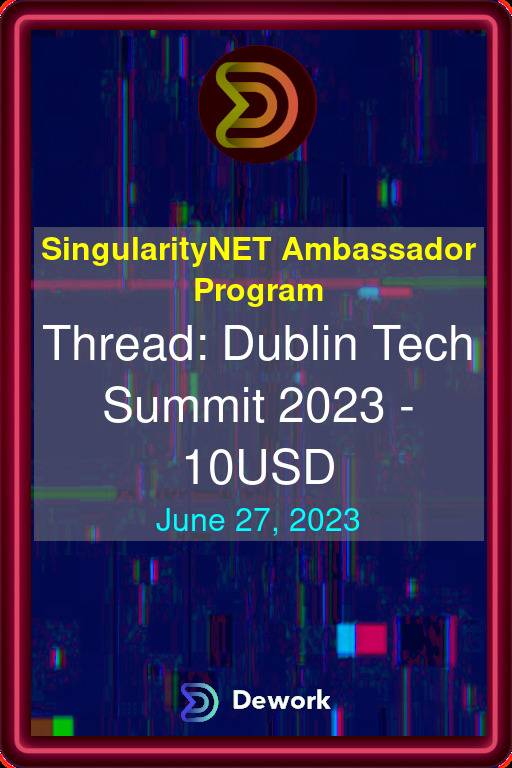 SingularityNET Ambassador
Program
Thread: Dublin Tech
Summit 2023 -
10USD
June 27, 2023
Dework